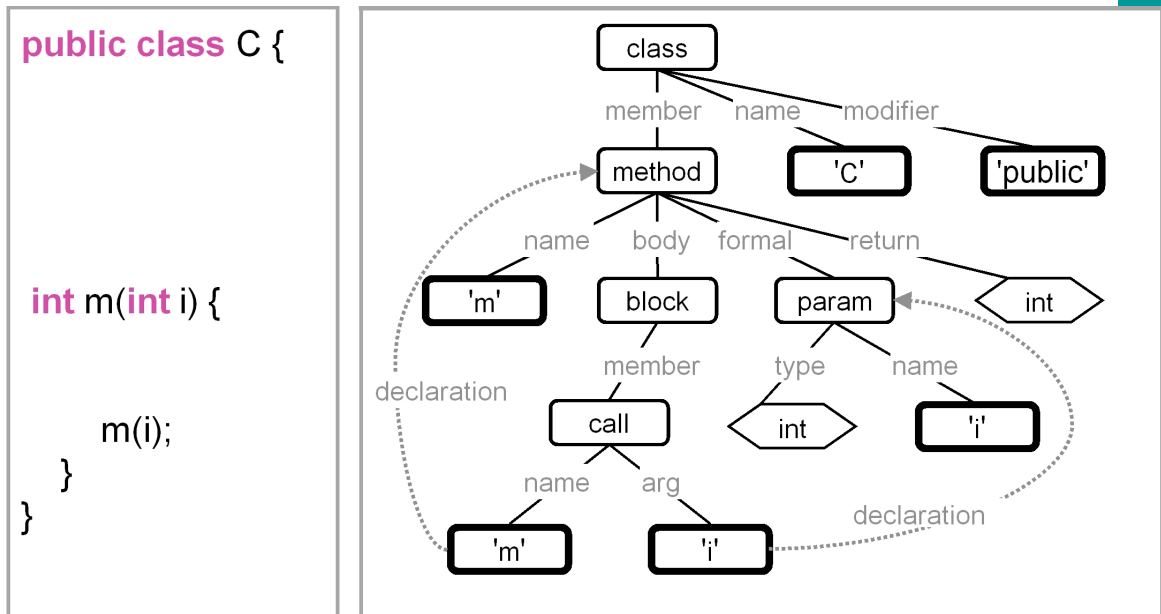 public class C {
int m(int i) {
m(i);
}
}
class
member name modifier
method 'C' 'public'
name body formal return
'm' block param int
member type name
declaration
call int 'i'
name arg
declaration
'm' 'i'